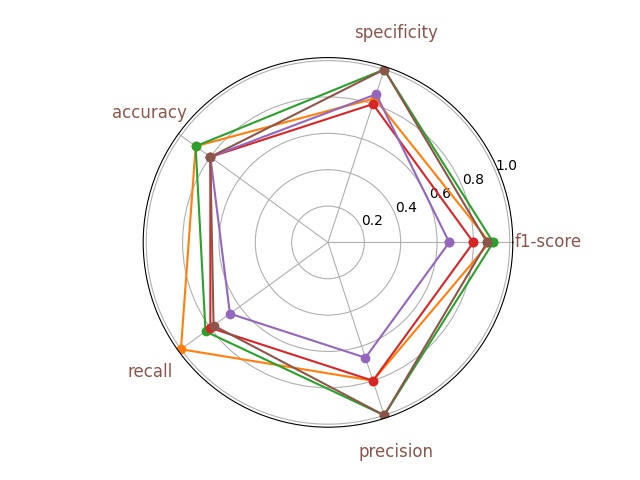 specificity
accuracy
1.0
0.8
0.6
0.4
0.2
f1-score
recall
precision